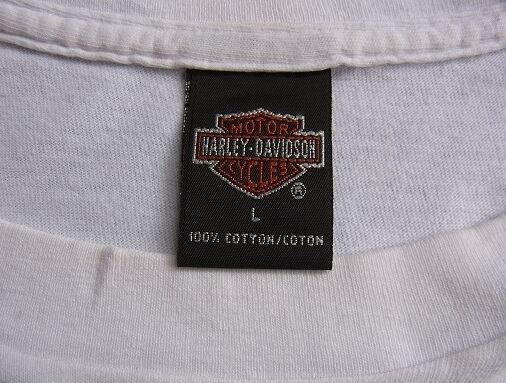 MOTOR
HARLEY-DAVIDSON
CYCLES
®
L
100% COTTON/COTON